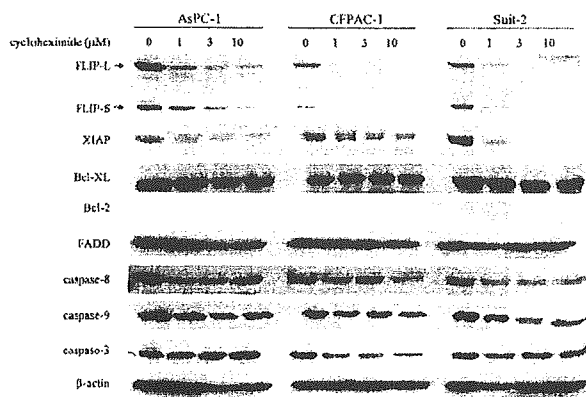 AsPC-1 CFPAC-1 Suit-2
cycloheximide (μM) 0 1 3 10 0 1 3 10 0 1 3 10
FLIP-L
FLIP-S
XIAP
Bcl-XL
Bcl-2
FADD
caspase-8
caspase-9
caspase-3
β-actin